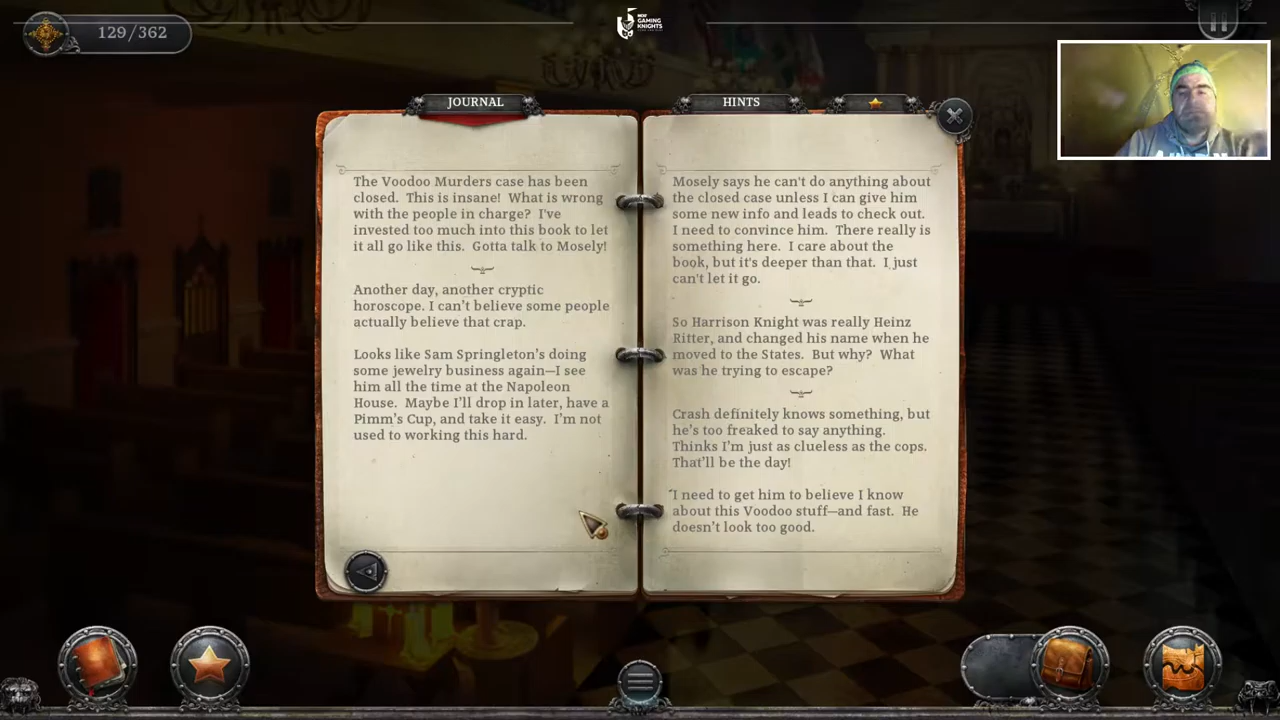 129/362
NEXT
GAMING
KNIGHTS
JOURNAL
HINTS
The Voodoo Murders case has been
closed. This is insane! What is wrong
with the people in charge? I've
invested too much into this book to let
it all go like this. Gotta talk to Mosely!
Another day, another cryptic
horoscope. I can't believe some people
actually believe that crap.
Looks like Sam Springleton's doing
some jewelry business again—I see
him all the time at the Napoleon
House. Maybe I'll drop in later, have a
Pimm's Cup, and take it easy. I'm not
used to working this hard.
Mosely says he can't do anything about
the closed case unless I can give him
some new info and leads to check out.
I need to convince him. There really is
something here. I care about the
book, but it's deeper than that. I just
can't let it go.
So Harrison Knight was really Heinz
Ritter, and changed his name when he
moved to the States. But why? What
was he trying to escape?
Crash definitely knows something, but
he's too freaked to say anything.
Thinks I'm just as clueless as the cops.
That'll be the day!
I need to get him to believe I know
about this Voodoo stuff—and fast. He
doesn't look too good.